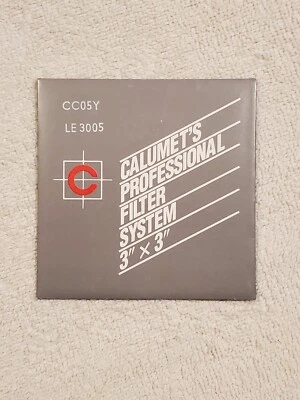 CC05Y
LE 3005
C
CALUMET'S
PROFESSIONAL
FILTER
SYSTEM
3" × 3"